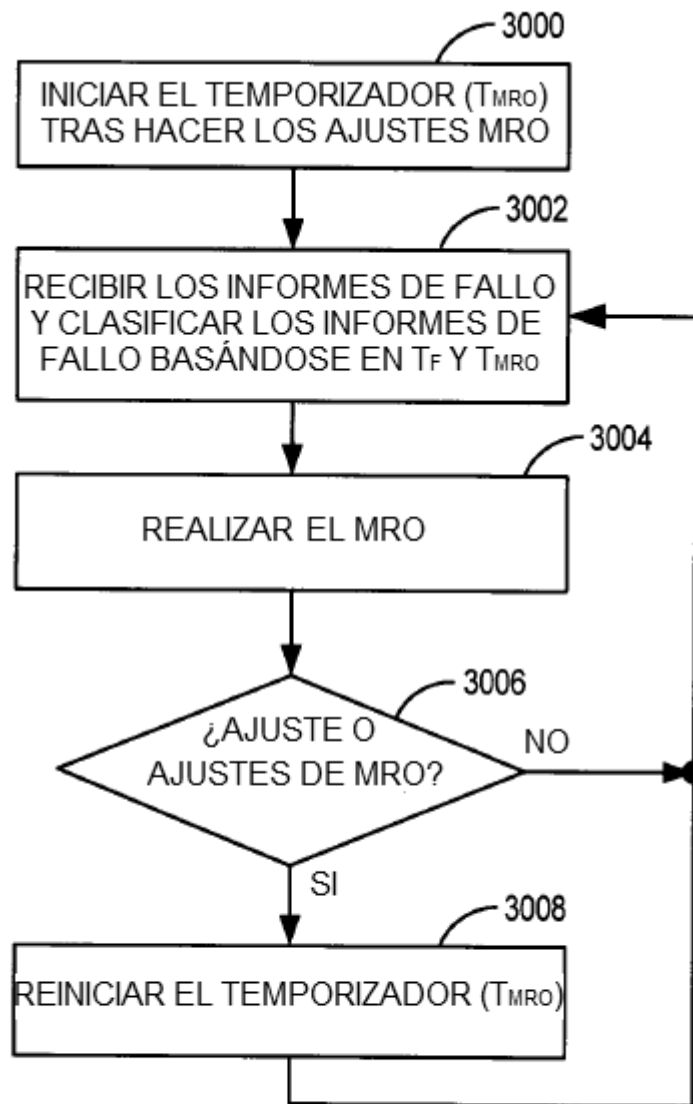 3000
INICIAR EL TEMPORIZADOR (TMRO)
TRAS HACER LOS AJUSTES MRO
3002
RECIBIR LOS INFORMES DE FALLO
Y CLASIFICAR LOS INFORMES DE
FALLO BASÁNDOSE EN TF Y TMRO
3004
REALIZAR EL MRO
3006
¿AJUSTE O
AJUSTES DE MRO?
NO
SI
3008
REINICIAR EL TEMPORIZADOR (TMRO)